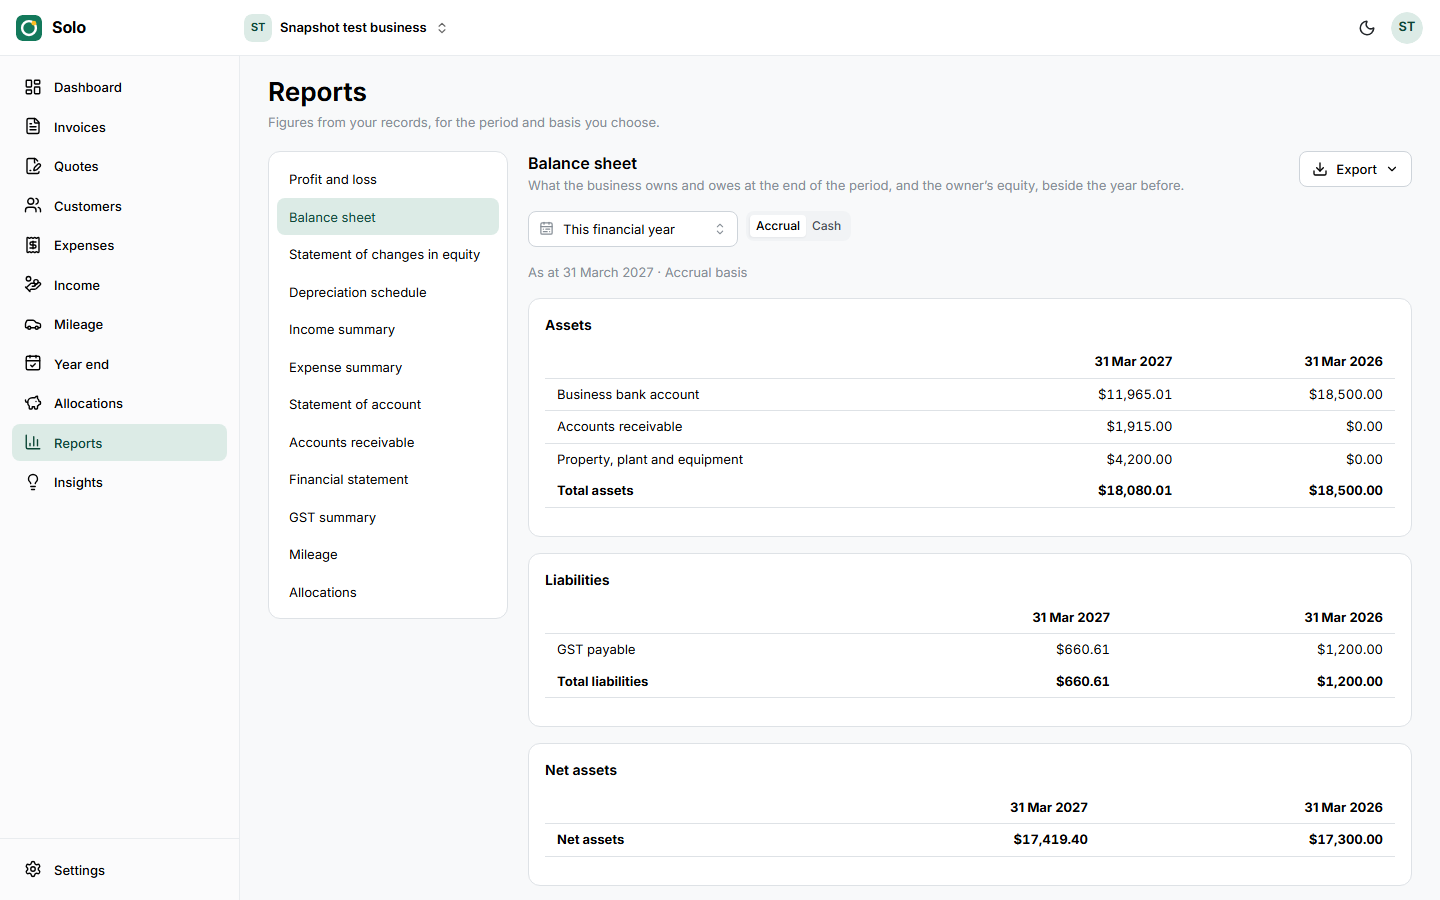 Solo
ST Snapshot test business
ST
Dashboard
Invoices
Quotes
Customers
Expenses
Income
Mileage
Year end
Allocations
Reports
Insights
Settings
Reports
Figures from your records, for the period and basis you choose.
Profit and loss
Balance sheet
Statement of changes in equity
Depreciation schedule
Income summary
Expense summary
Statement of account
Accounts receivable
Financial statement
GST summary
Mileage
Allocations
Balance sheet
What the business owns and owes at the end of the period, and the owner’s equity, beside the year before.
Export
This financial year
Accrual Cash
As at 31 March 2027 · Accrual basis
Assets
31 Mar 2027 31 Mar 2026
Business bank account $11,965.01 $18,500.00
Accounts receivable $1,915.00 $0.00
Property, plant and equipment $4,200.00 $0.00
Total assets $18,080.01 $18,500.00
Liabilities
31 Mar 2027 31 Mar 2026
GST payable $660.61 $1,200.00
Total liabilities $660.61 $1,200.00
Net assets
31 Mar 2027 31 Mar 2026
Net assets $17,419.40 $17,300.00